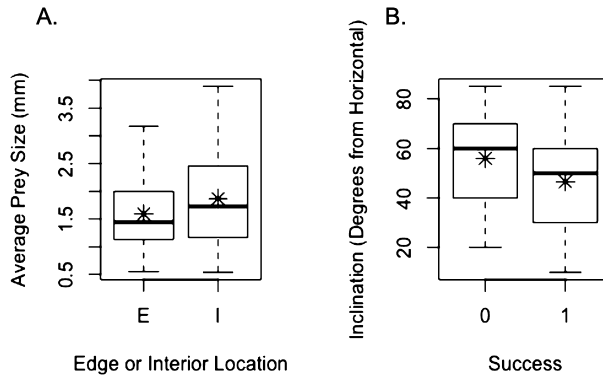 A.
Average Prey Size (mm)
3.5
2.5
1.5
0.5
E
I
Edge or Interior Location
B.
Inclination (Degrees from Horizontal)
80
60
40
20
0
1
Success